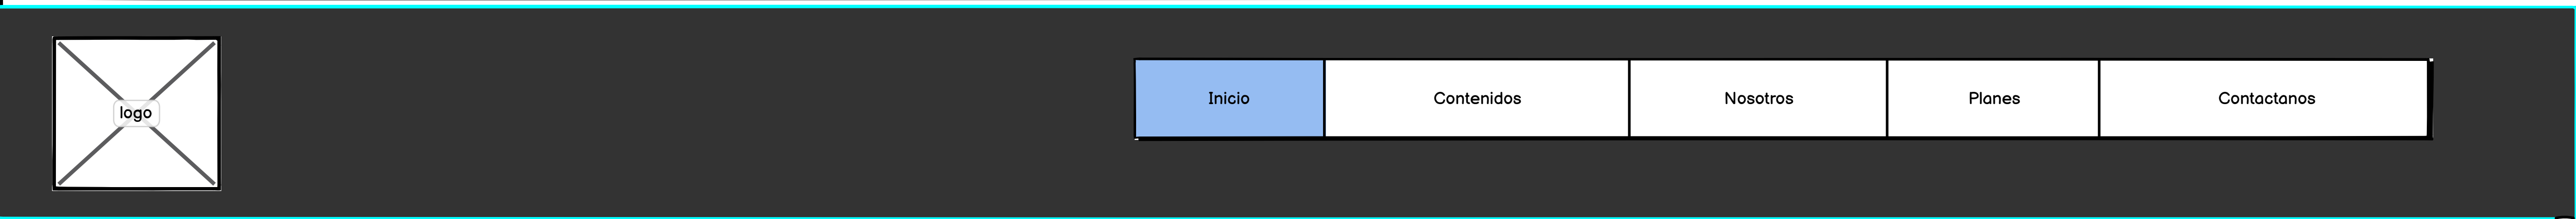 logo
Inicio
Contenidos
Nosotros
Planes
Contactanos